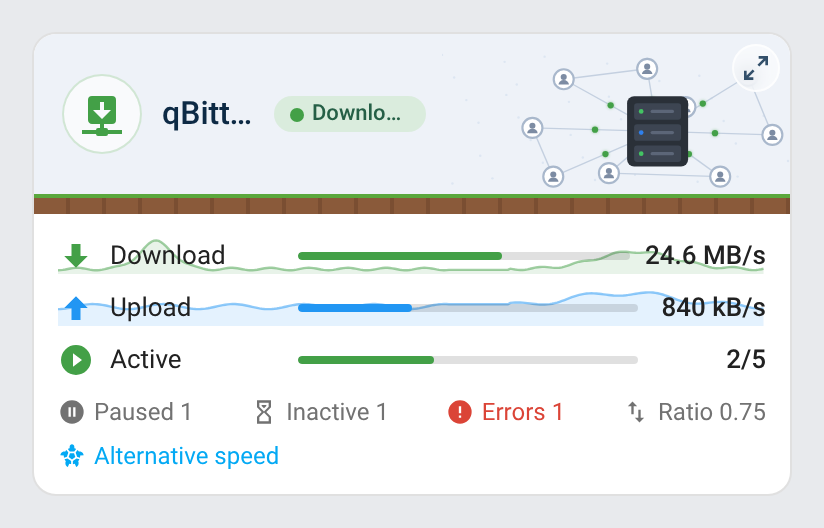 qBitt...
Downlo...
Download 24.6 MB/s
Upload 840 kB/s
Active 2/5
Paused 1 Inactive 1 Errors 1 Ratio 0.75
Alternative speed